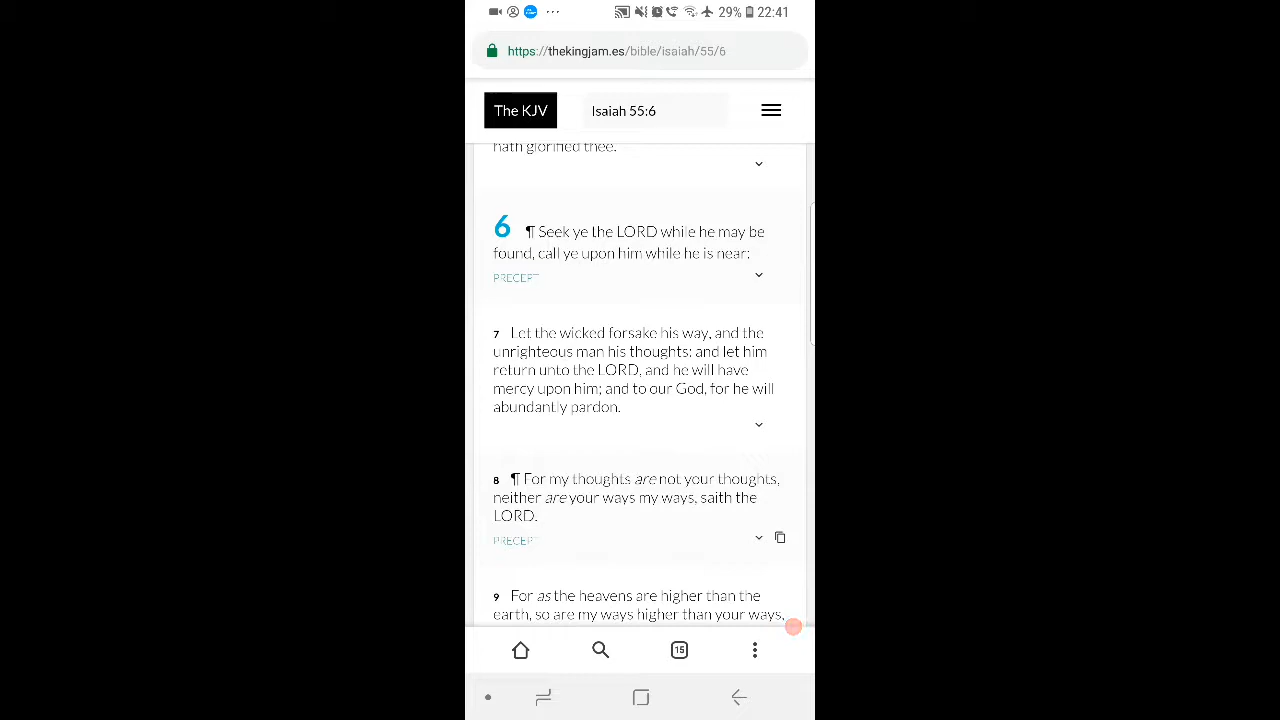 29% 22:41
https://thekingjam.es/bible/isaiah/55/6
The KJV Isaiah 55:6
hath glorified thee.
6 ¶ Seek ye the LORD while he may be
found, call ye upon him while he is near:
PRECEPT
7 Let the wicked forsake his way, and the
unrighteous man his thoughts: and let him
return unto the LORD, and he will have
mercy upon him; and to our God, for he will
abundantly pardon.
8 ¶ For my thoughts are not your thoughts,
neither are your ways my ways, saith the
LORD.
PRECEPT
9 For as the heavens are higher than the
earth, so are my ways higher than your ways,
15